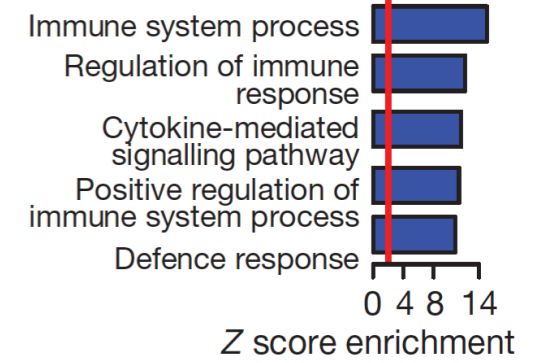 Immune system process
Regulation of immune
response
Cytokine-mediated
signalling pathway
Positive regulation of
immune system process
Defence response
0 4 8 14
Z score enrichment